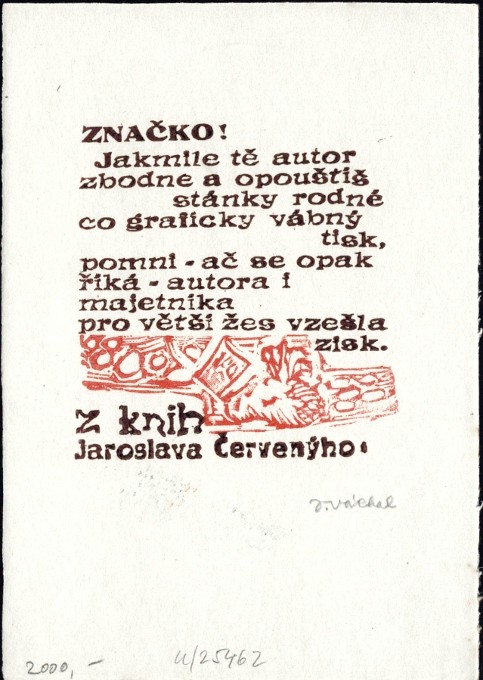 ZNAČKO!
Jakmile tě autor
zbodne a opouštíš
stánky rodné
co graficky vábný
tisk,
pomni - ač se opak
říká - autora i
majetníka
pro větší žes vzešla
zisk.
z knih
Jaroslava Červenýho.
J. Váchal
2000,-
U/25462